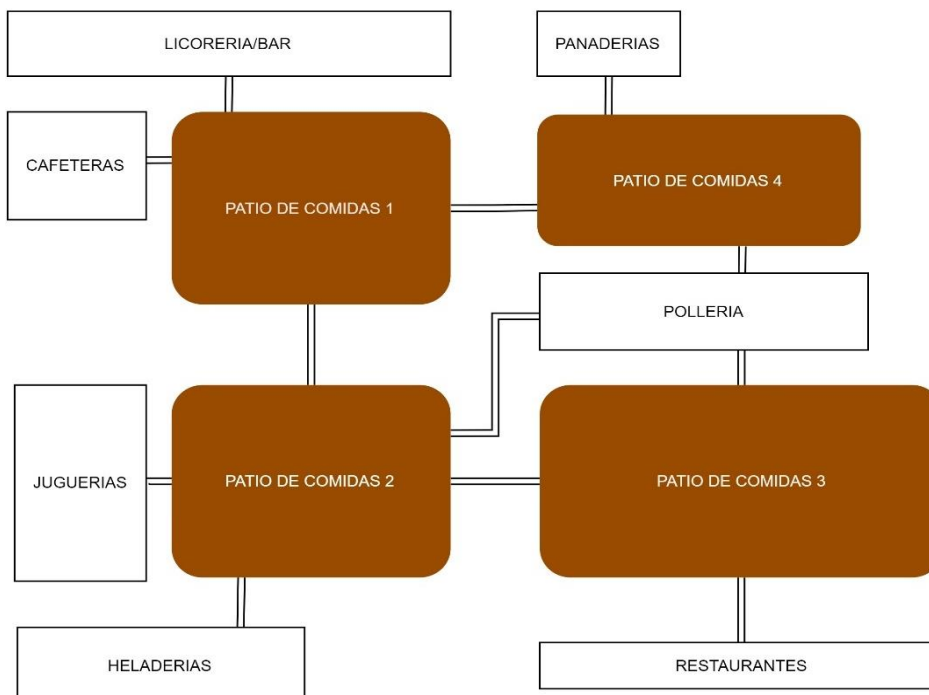 LICORERIA/BAR
PANADERIAS
CAFETERAS
PATIO DE COMIDAS 1
PATIO DE COMIDAS 4
POLLERIA
JUGUERIAS
PATIO DE COMIDAS 2
PATIO DE COMIDAS 3
HELADERIAS
RESTAURANTES